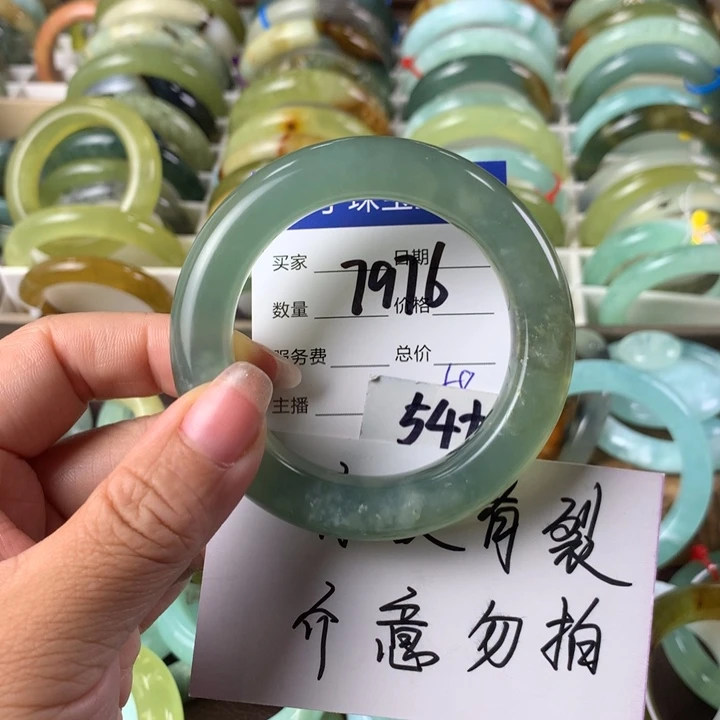 买家 日期
7976
数量 价格
服务费 总价
主播
54+
有裂
介意勿拍